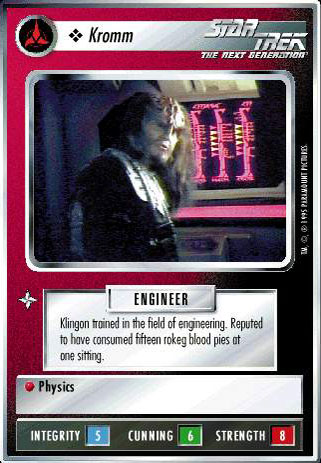 ❖ Kromm
STAR TREK
THE NEXT GENERATION
TM, ©, ® 1995 PARAMOUNT PICTURES
ENGINEER
Klingon trained in the field of engineering. Reputed
to have consumed fifteen rokeg blood pies at
one sitting.
Physics
INTEGRITY 5 CUNNING 6 STRENGTH 8